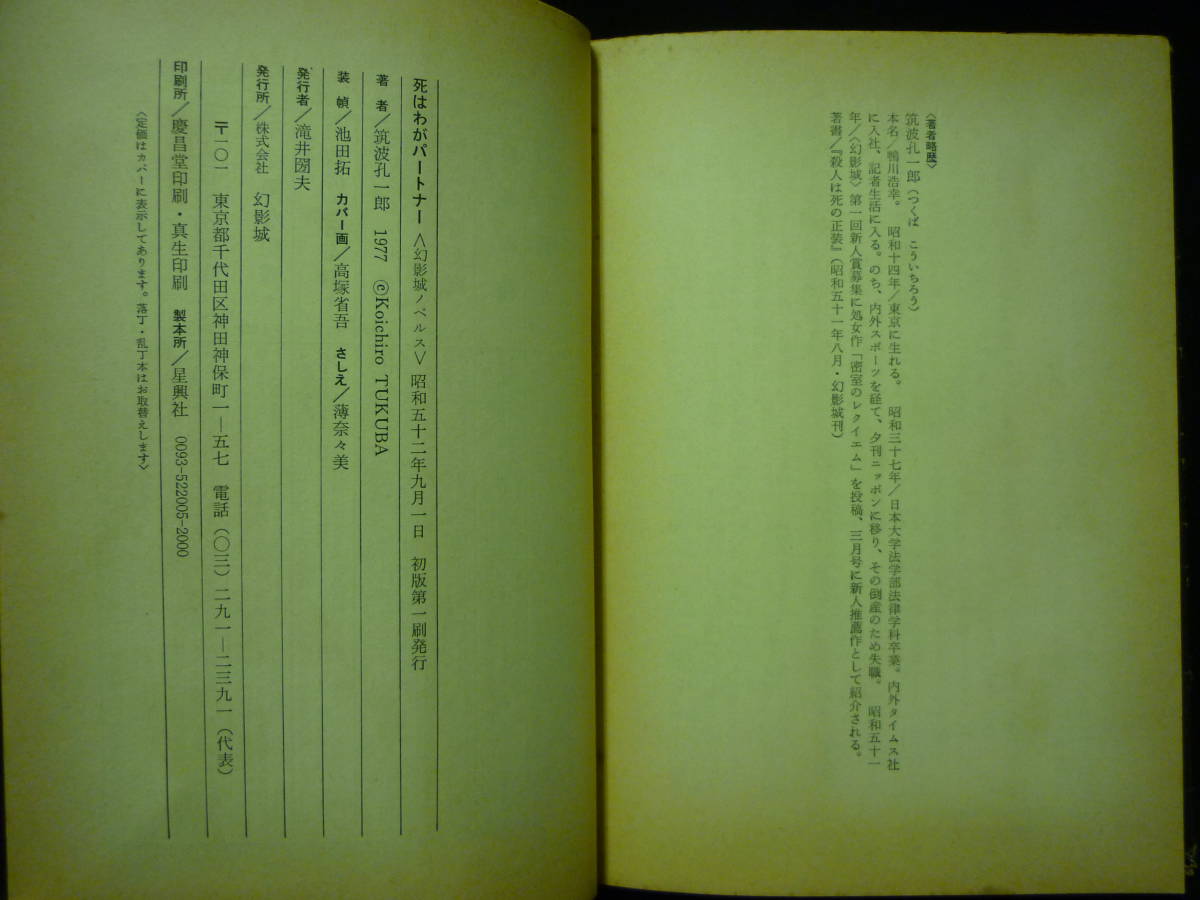 〈著者略歴〉
筑波孔一郎(つくば こういちろう)
本名/鴨川浩幸。 昭和十四年/東京に生れる。 昭和三十七年/日本大学法学部法律学科卒業。内外タイムス社
に入社、記者生活に入る。のち、内外スポーツを経て、夕刊ニッポンに移り、その倒産のため失職。 昭和五十一
年/〈幻影城〉第一回新人賞募集に処女作「密室のレクイエム」を投稿、三月号に新人推薦作として紹介される。
著書/『殺人は死の正装』(昭和五十一年八月・幻影城刊)
死はわがパートナー〈幻影城ノベルス〉昭和五十二年九月一日 初版第一刷発行
著 者/筑波孔一郎 1977 ©Koichiro TUKUBA
装 幀/池田拓 カバー画/高塚省吾 さしえ/薄奈々美
発行者/滝井圀夫
発行所/株式会社 幻影城
〒一〇一 東京都千代田区神田神保町一―五七 電話(〇三)二九一―二三九一(代表)
印刷所/慶昌堂印刷・真生印刷 製本所/星興社 0093-522005-2000
〈定価はカバーに表示してあります。落丁・乱丁本はお取替えします〉